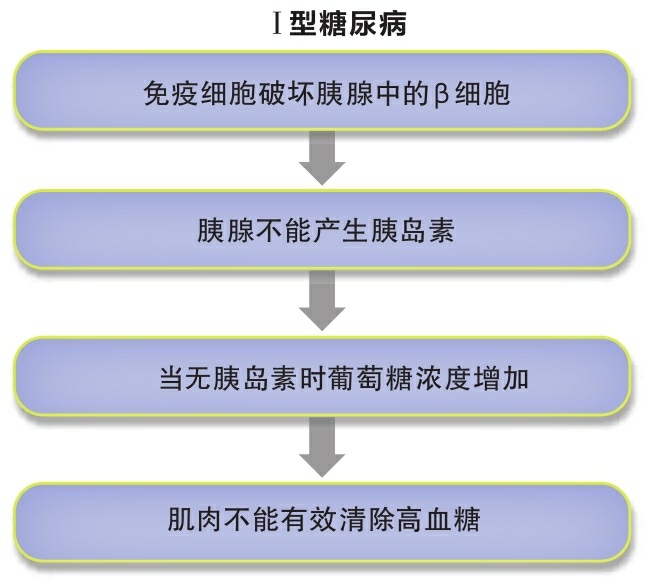 Ⅰ型糖尿病
免疫细胞破坏胰腺中的β细胞
胰腺不能产生胰岛素
当无胰岛素时葡萄糖浓度增加
肌肉不能有效清除高血糖